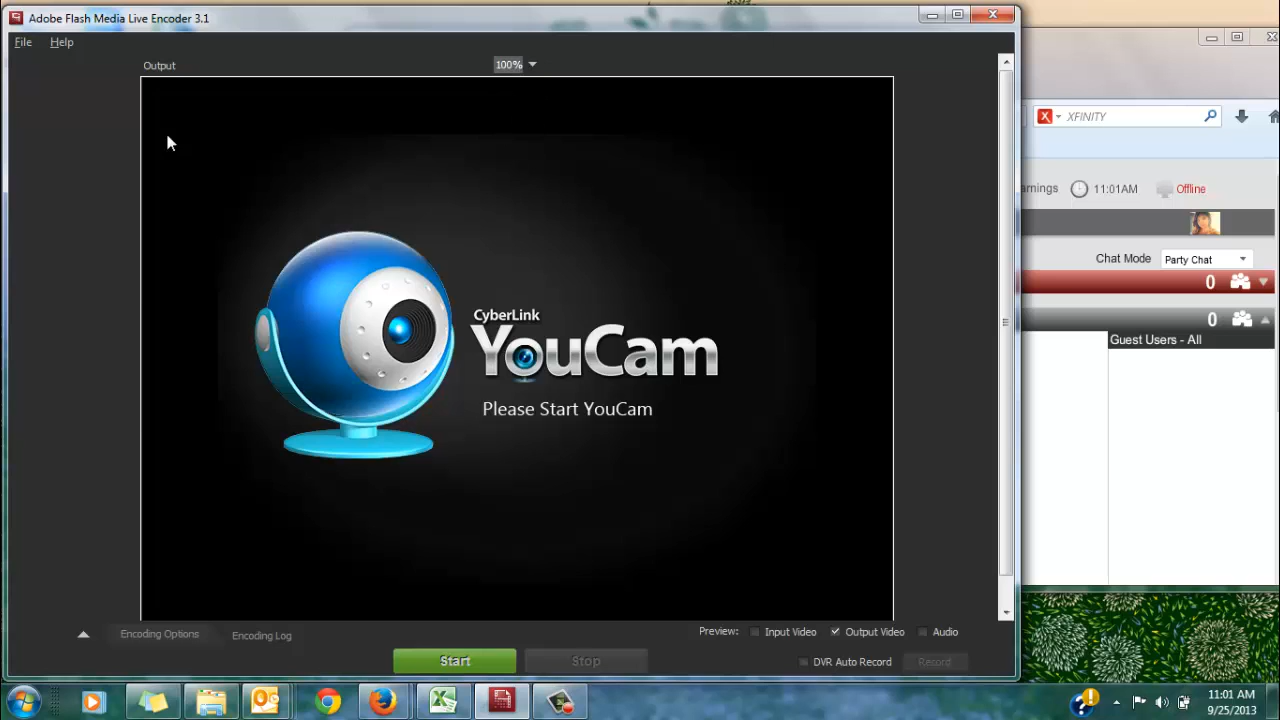 Adobe Flash Media Live Encoder 3.1
File Help
Output 100%
XFINITY
arnings 11:01AM Offline
Chat Mode Party Chat
0
0
Guest Users - All
CyberLink
YouCam
Please Start YouCam
Encoding Options Encoding Log
Preview: Input Video Output Video Audio
Start Stop DVR Auto Record Record
11:01 AM
9/25/2013